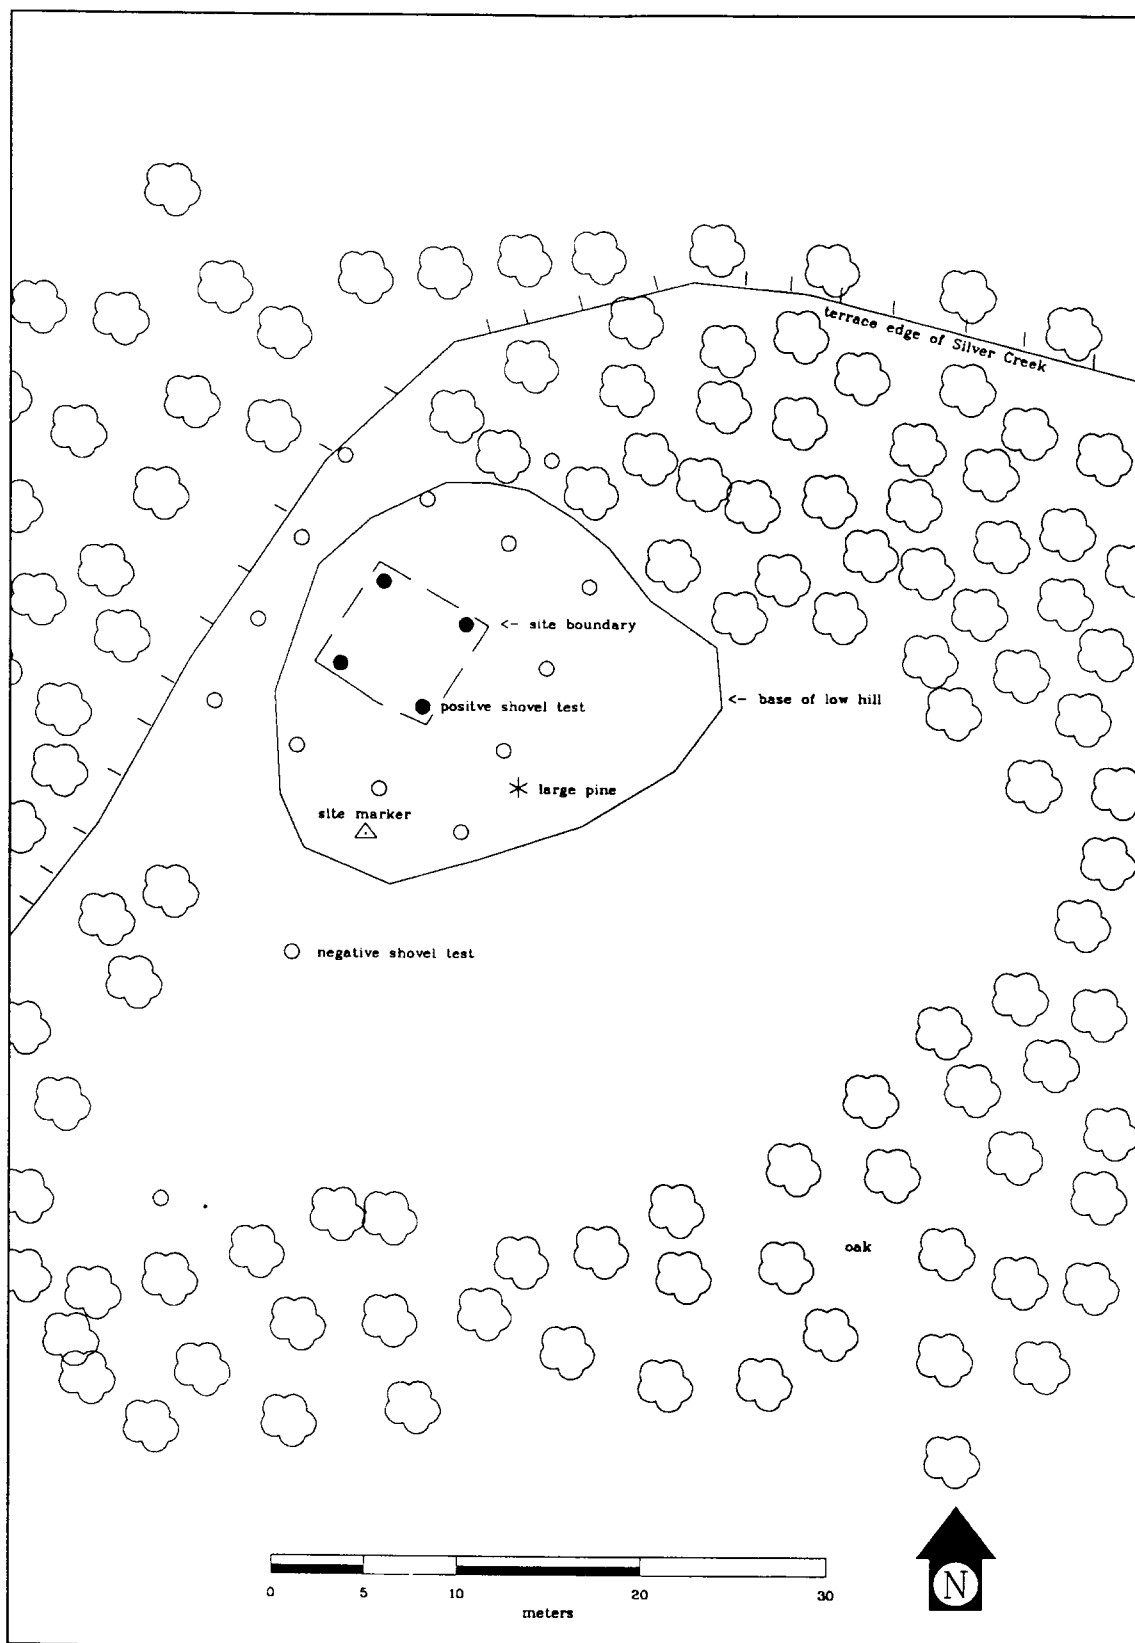 terrace edge of Silver Creek
<- site boundary
<- base of low hill
positve shovel test
large pine
site marker
negative shovel test
oak
0 5 10 20 30
meters
N